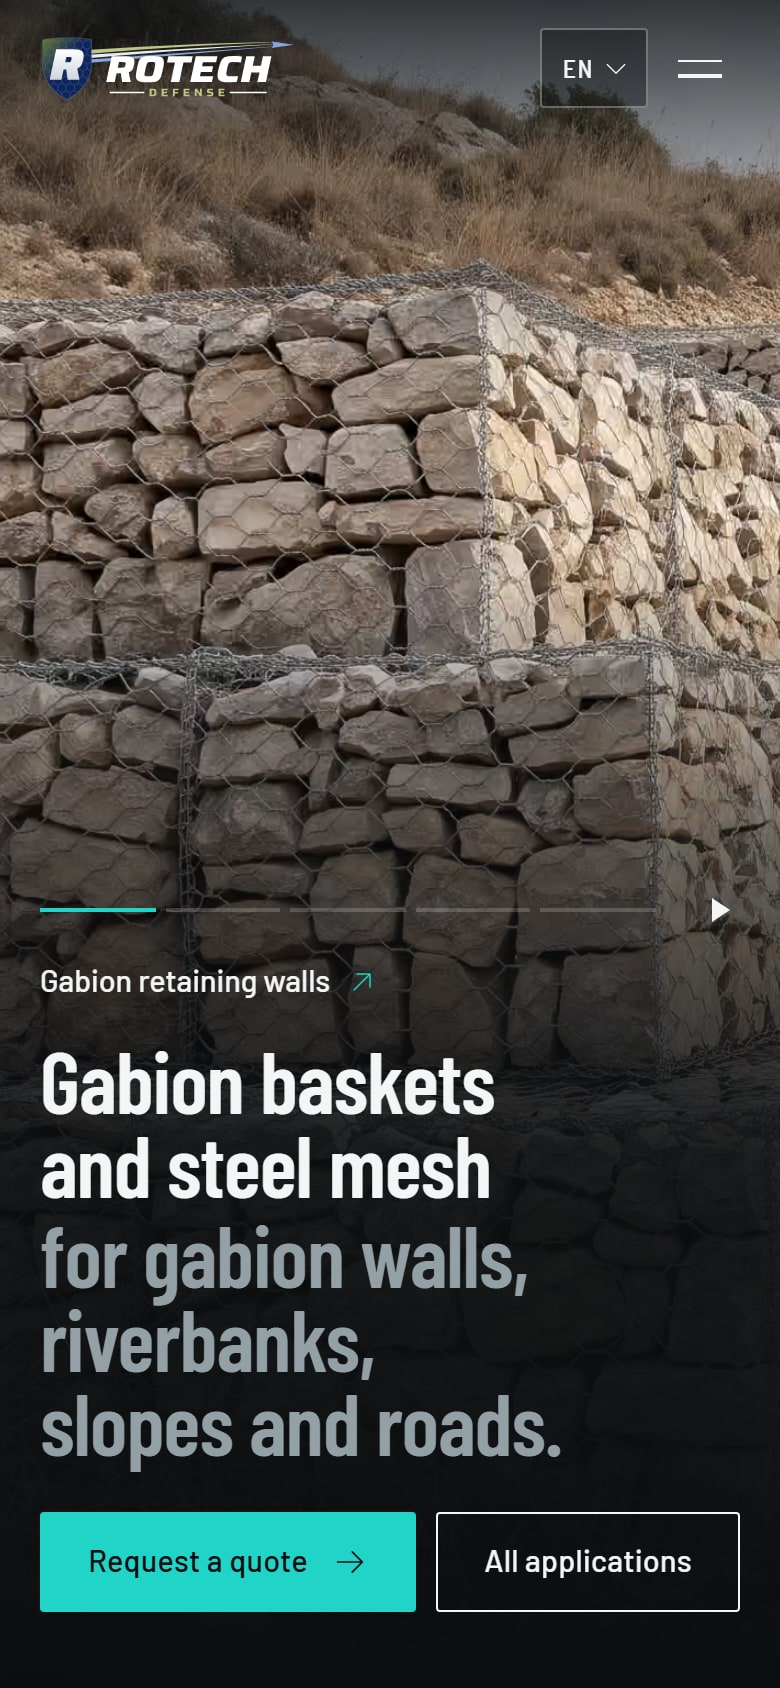 R ROTECH
DEFENSE
EN
Gabion retaining walls
Gabion baskets
and steel mesh
for gabion walls,
riverbanks,
slopes and roads.
Request a quote
All applications